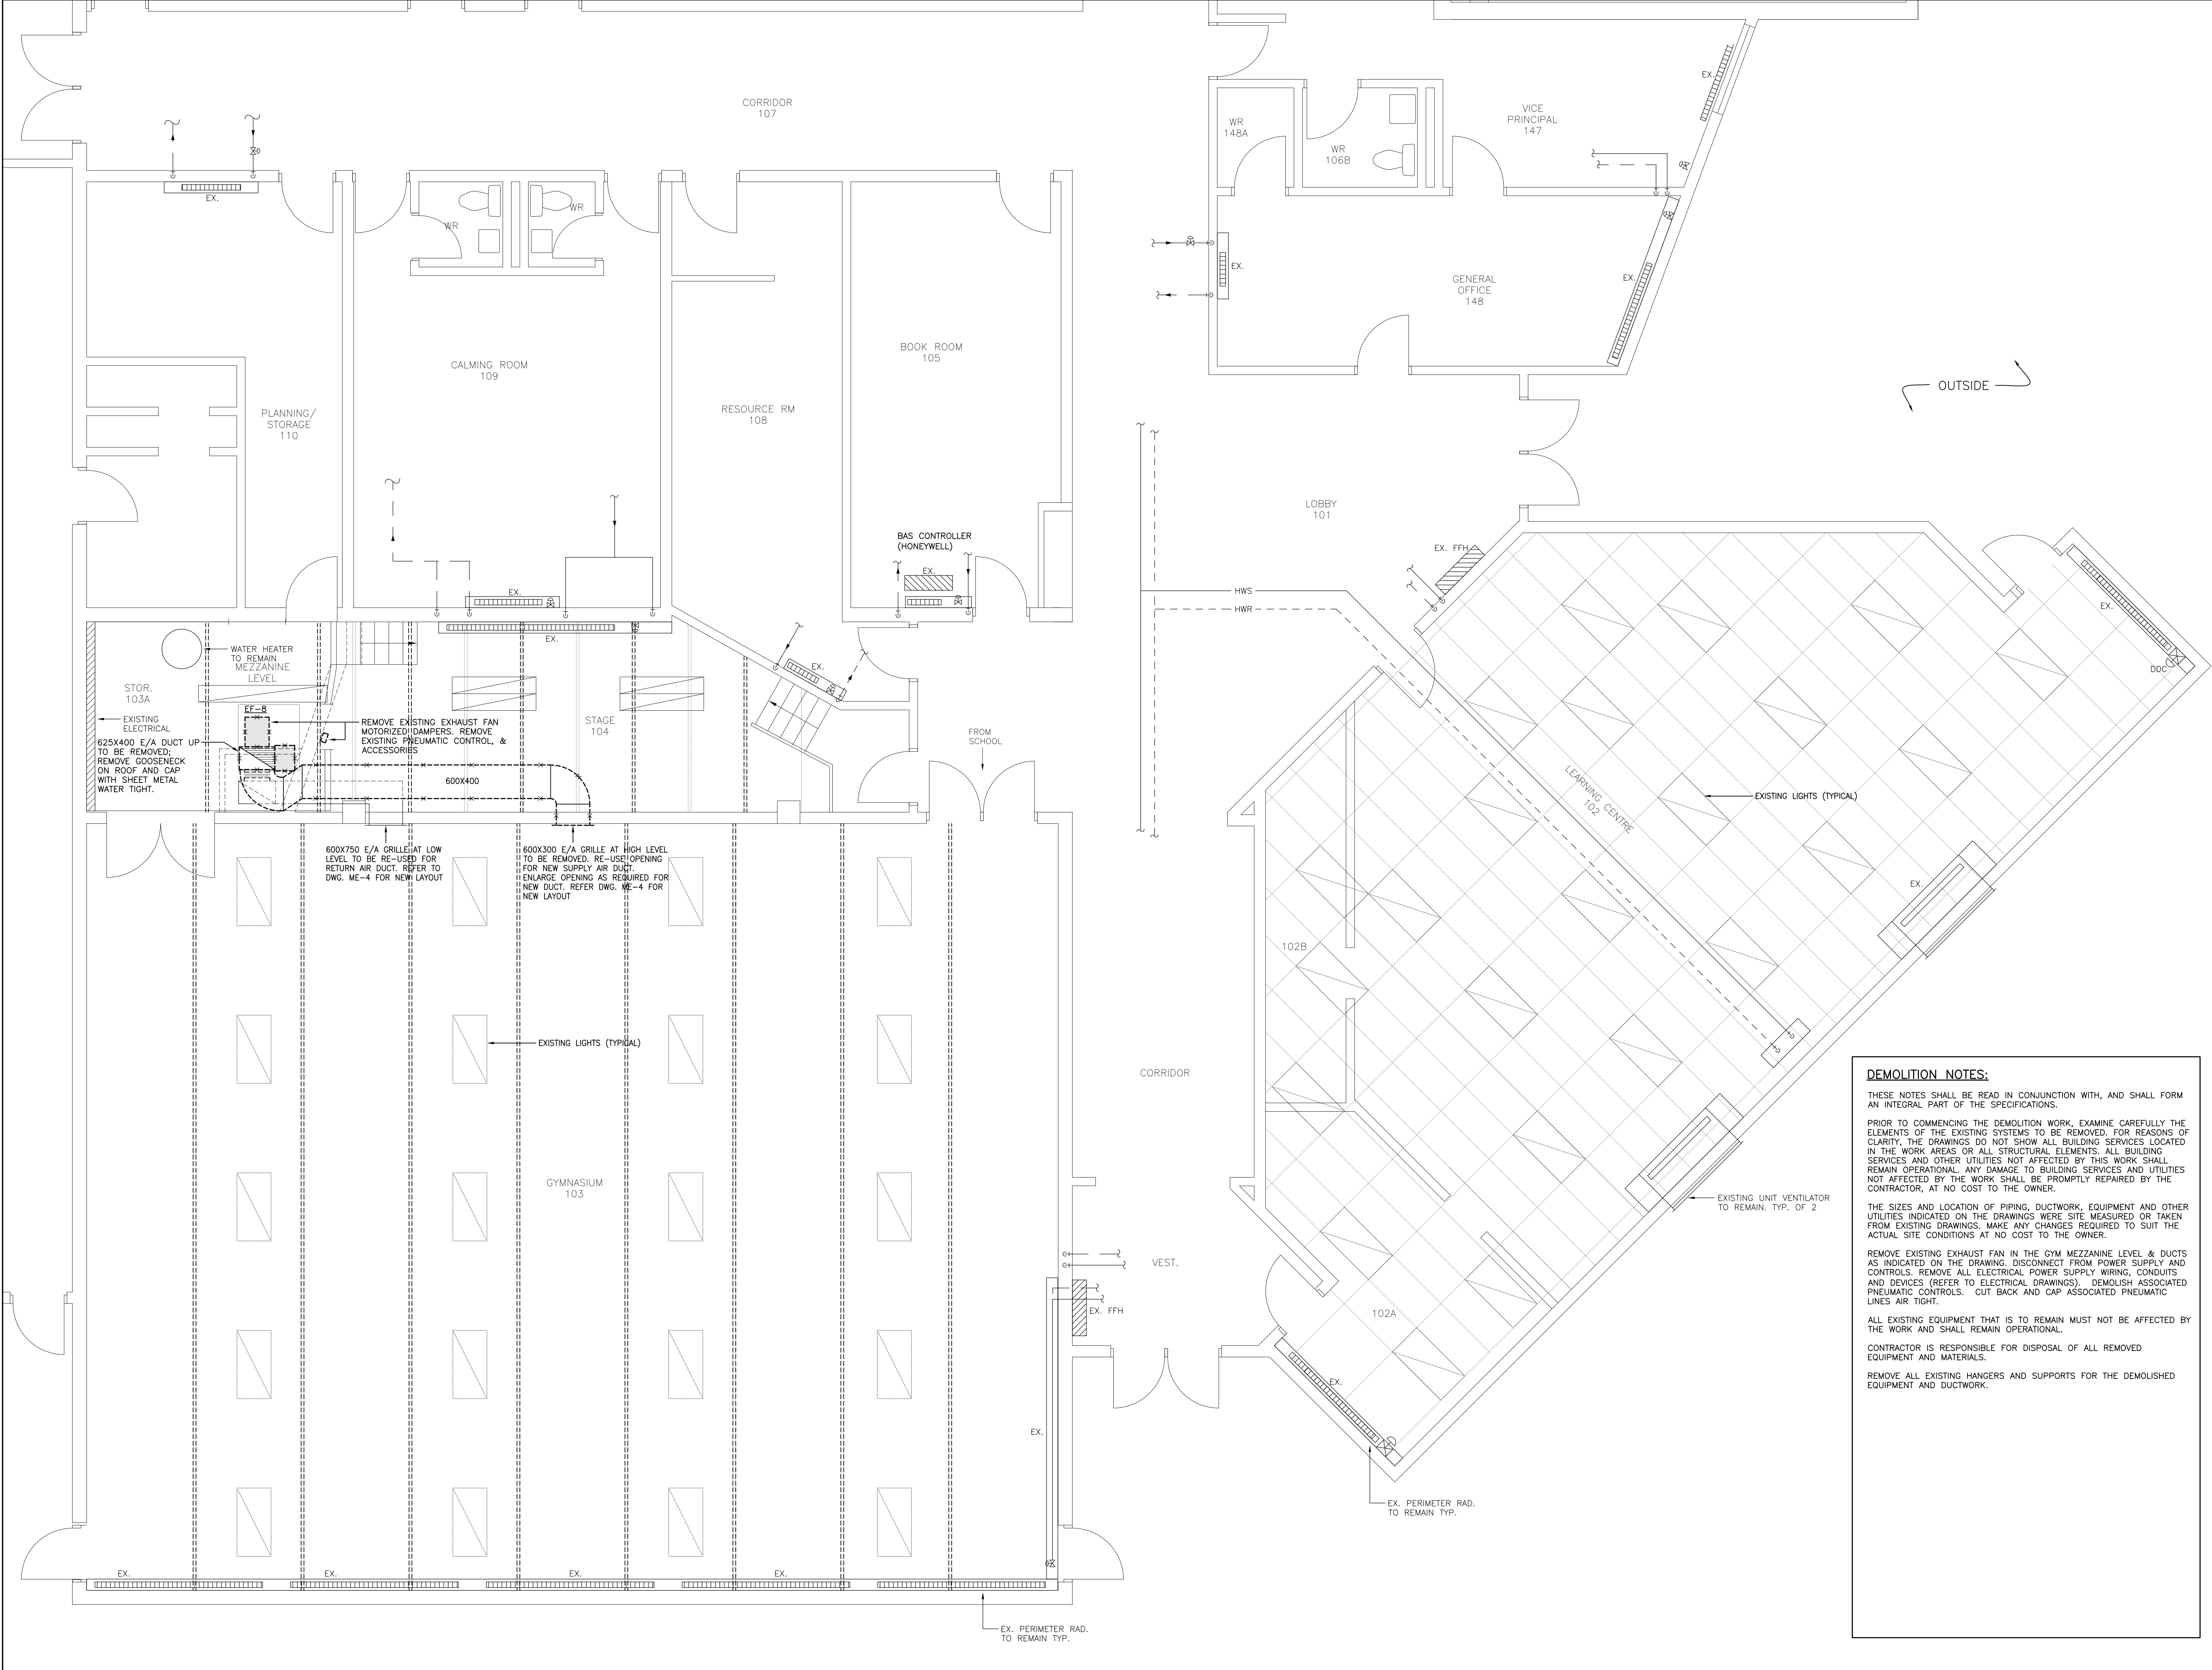 CORRIDOR
107
WR
148A
WR
106B
VICE
PRINCIPAL
147
EX.
EX.
WR
WR
EX.
GENERAL
OFFICE
148
EX.
CALMING ROOM
109
BOOK ROOM
105
RESOURCE RM
108
PLANNING/
STORAGE
110
OUTSIDE
LOBBY
101
BAS CONTROLLER
(HONEYWELL)
EX.
EX.
EX. FFH
HWS
HWR
EX.
DDC
EX.
EX.
WATER HEATER
TO REMAIN
MEZZANINE
LEVEL
STOR.
103A
EXISTING
ELECTRICAL
EF-8
REMOVE EXISTING EXHAUST FAN
MOTORIZED DAMPERS. REMOVE
EXISTING PNEUMATIC CONTROL, &
ACCESSORIES
625X400 E/A DUCT UP
TO BE REMOVED;
REMOVE GOOSENECK
ON ROOF AND CAP
WITH SHEET METAL
WATER TIGHT.
600X400
STAGE
104
FROM
SCHOOL
LEARNING CENTRE
102
EXISTING LIGHTS (TYPICAL)
600X750 E/A GRILLE AT LOW
LEVEL TO BE RE-USED FOR
RETURN AIR DUCT. REFER TO
DWG. ME-4 FOR NEW LAYOUT
600X300 E/A GRILLE AT HIGH LEVEL
TO BE REMOVED. RE-USE OPENING
FOR NEW SUPPLY AIR DUCT.
ENLARGE OPENING AS REQUIRED FOR
NEW DUCT. REFER DWG. ME-4 FOR
NEW LAYOUT
EX.
102B
EXISTING LIGHTS (TYPICAL)
CORRIDOR
GYMNASIUM
103
EXISTING UNIT VENTILATOR
TO REMAIN. TYP. OF 2
VEST.
EX. FFH
102A
EX.
EX.
EX. PERIMETER RAD.
TO REMAIN TYP.
EX.
EX.
EX.
EX.
EX. PERIMETER RAD.
TO REMAIN TYP.
DEMOLITION NOTES:
THESE NOTES SHALL BE READ IN CONJUNCTION WITH, AND SHALL FORM
AN INTEGRAL PART OF THE SPECIFICATIONS.
PRIOR TO COMMENCING THE DEMOLITION WORK, EXAMINE CAREFULLY THE
ELEMENTS OF THE EXISTING SYSTEMS TO BE REMOVED. FOR REASONS OF
CLARITY, THE DRAWINGS DO NOT SHOW ALL BUILDING SERVICES LOCATED
IN THE WORK AREAS OR ALL STRUCTURAL ELEMENTS. ALL BUILDING
SERVICES AND OTHER UTILITIES NOT AFFECTED BY THIS WORK SHALL
REMAIN OPERATIONAL. ANY DAMAGE TO BUILDING SERVICES AND UTILITIES
NOT AFFECTED BY THE WORK SHALL BE PROMPTLY REPAIRED BY THE
CONTRACTOR, AT NO COST TO THE OWNER.
THE SIZES AND LOCATION OF PIPING, DUCTWORK, EQUIPMENT AND OTHER
UTILITIES INDICATED ON THE DRAWINGS WERE SITE MEASURED OR TAKEN
FROM EXISTING DRAWINGS. MAKE ANY CHANGES REQUIRED TO SUIT THE
ACTUAL SITE CONDITIONS AT NO COST TO THE OWNER.
REMOVE EXISTING EXHAUST FAN IN THE GYM MEZZANINE LEVEL & DUCTS
AS INDICATED ON THE DRAWING. DISCONNECT FROM POWER SUPPLY AND
CONTROLS. REMOVE ALL ELECTRICAL POWER SUPPLY WIRING, CONDUITS
AND DEVICES (REFER TO ELECTRICAL DRAWINGS). DEMOLISH ASSOCIATED
PNEUMATIC CONTROLS. CUT BACK AND CAP ASSOCIATED PNEUMATIC
LINES AIR TIGHT.
ALL EXISTING EQUIPMENT THAT IS TO REMAIN MUST NOT BE AFFECTED BY
THE WORK AND SHALL REMAIN OPERATIONAL.
CONTRACTOR IS RESPONSIBLE FOR DISPOSAL OF ALL REMOVED
EQUIPMENT AND MATERIALS.
REMOVE ALL EXISTING HANGERS AND SUPPORTS FOR THE DEMOLISHED
EQUIPMENT AND DUCTWORK.